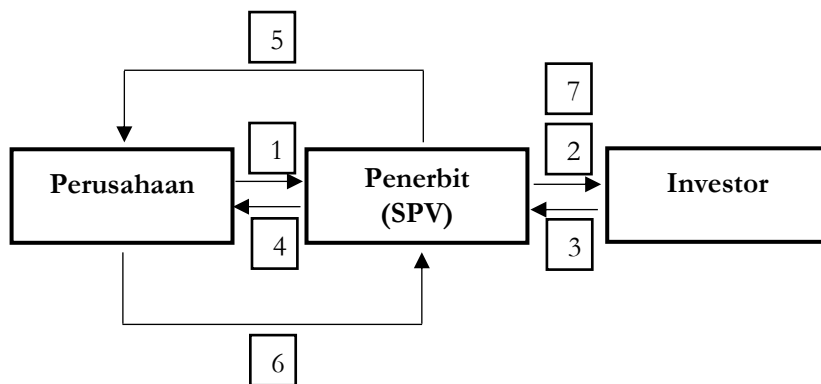 5
7
1
2
Perusahaan
Penerbit
(SPV)
Investor
4
3
6